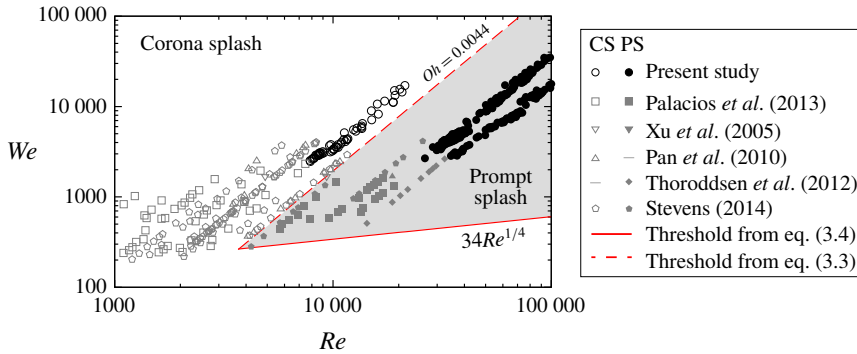 100 000
10 000
1000
100
We
Corona splash
Oh = 0.0044
Prompt
splash
34Re^{1/4}
1000
10 000
100 000
Re
CS PS
Present study
Palacios et al. (2013)
Xu et al. (2005)
Pan et al. (2010)
Thoroddsen et al. (2012)
Stevens (2014)
Threshold from eq. (3.4)
Threshold from eq. (3.3)